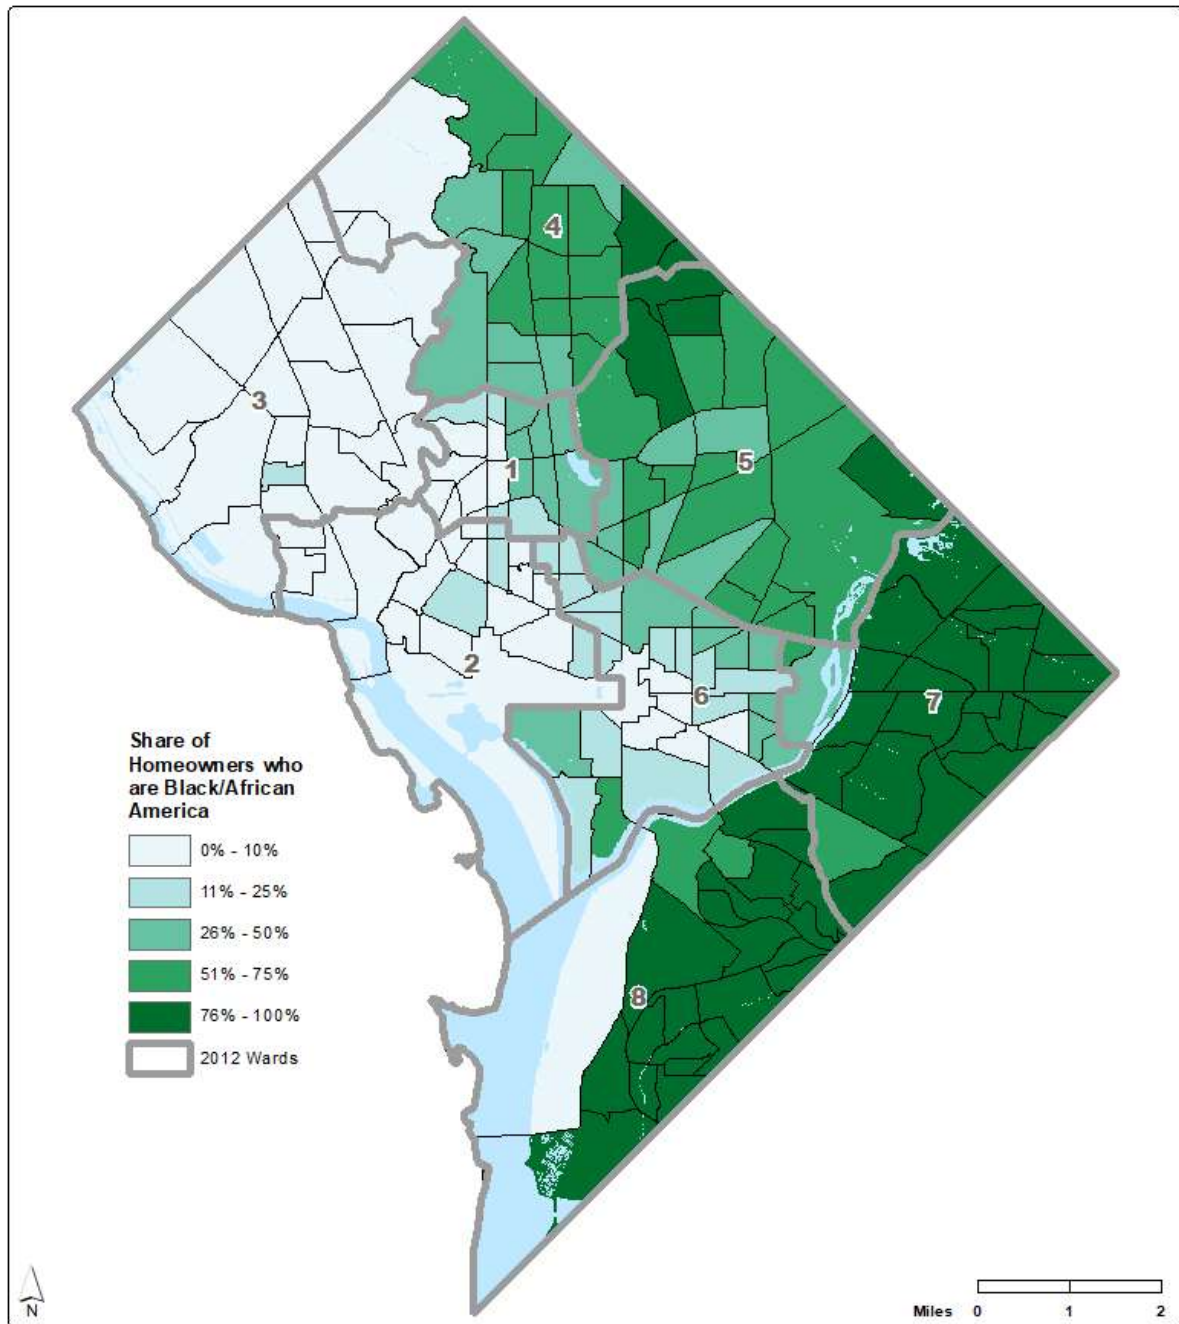 4
3
1
5
2
6
7
8
Share of
Homeowners who
are Black/African
America
0% - 10%
11% - 25%
26% - 50%
51% - 75%
76% - 100%
2012 Wards
N
Miles 0 1 2